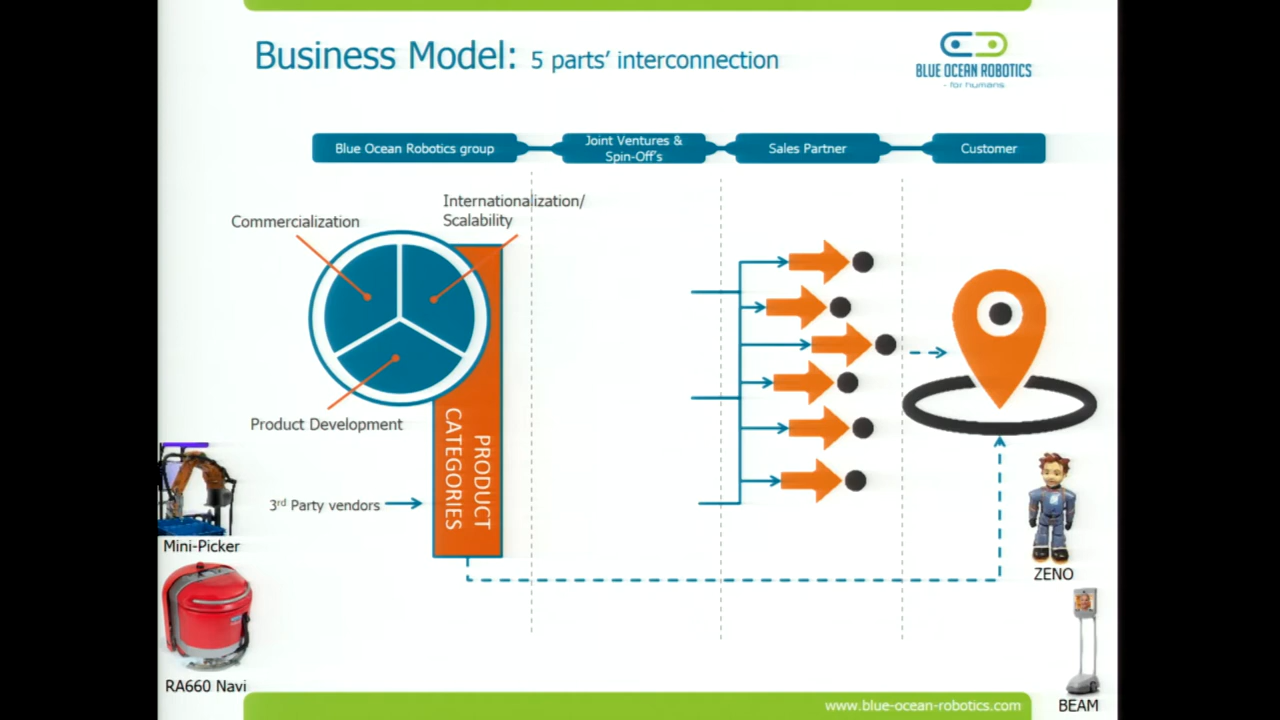 Business Model: 5 parts' interconnection
BLUE OCEAN ROBOTICS
- for humans
Blue Ocean Robotics group
Joint Ventures &
Spin-Off's
Sales Partner
Customer
Internationalization/
Scalability
Commercialization
Product Development
PRODUCT
CATEGORIES
3rd Party vendors
Mini-Picker
RA660 Navi
ZENO
BEAM
www.blue-ocean-robotics.com